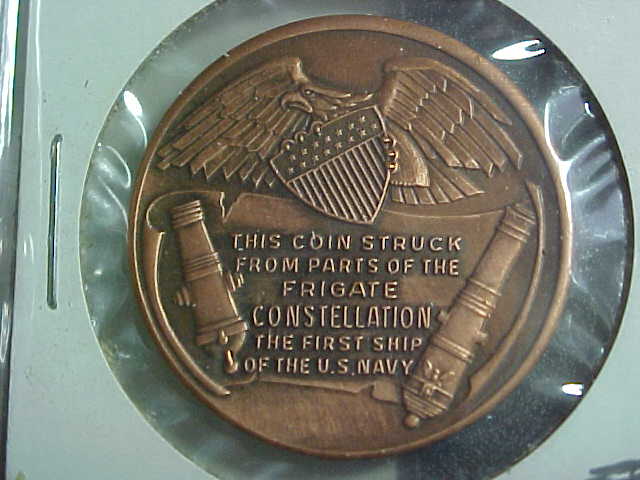 THIS COIN STRUCK
FROM PARTS OF THE
FRIGATE
CONSTELLATION
THE FIRST SHIP
OF THE U.S. NAVY